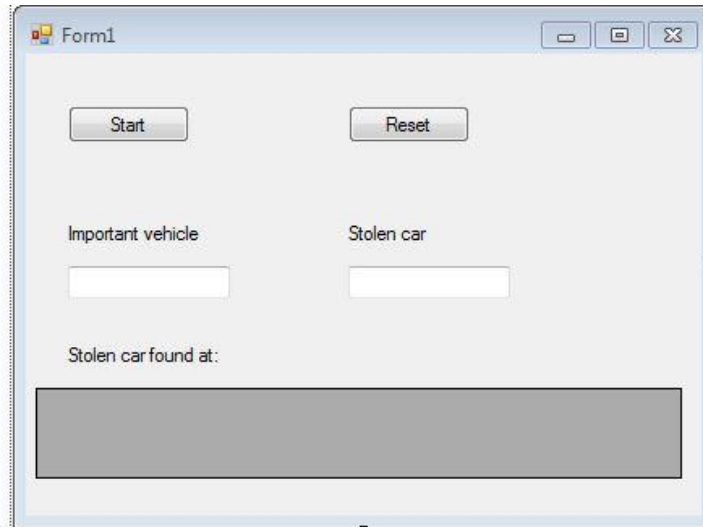 Form1
Start Reset
Important vehicle Stolen car
Stolen car found at: